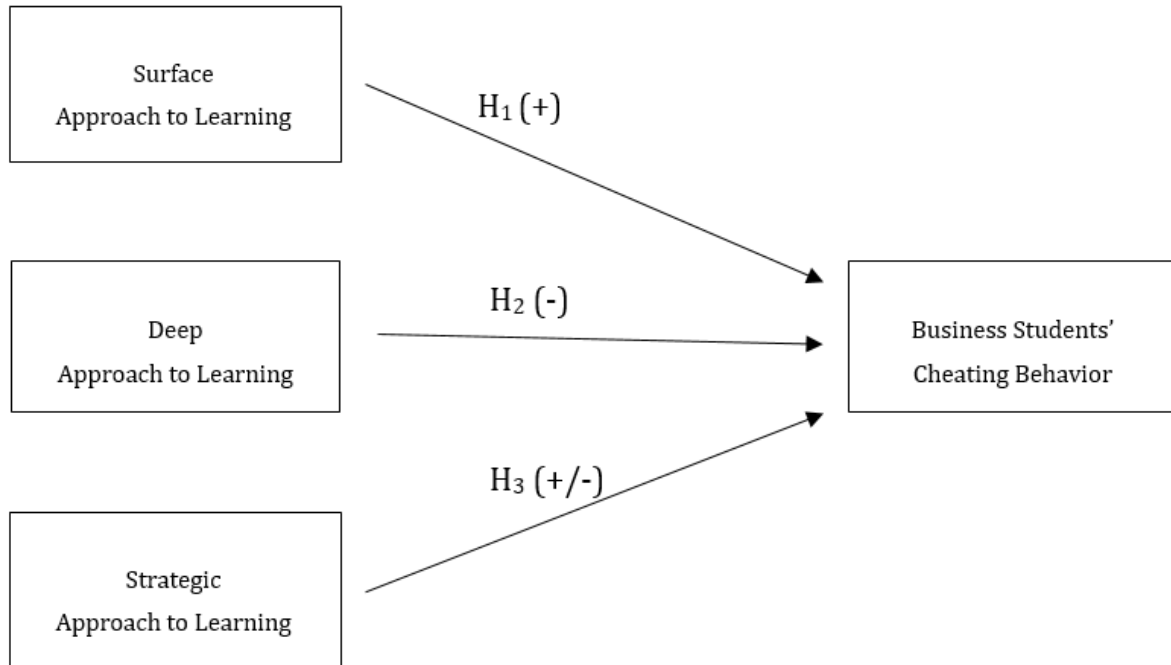 Surface
Approach to Learning
H₁ (+)
Deep
Approach to Learning
H₂ (-)
Business Students’
Cheating Behavior
H₃ (+/-)
Strategic
Approach to Learning